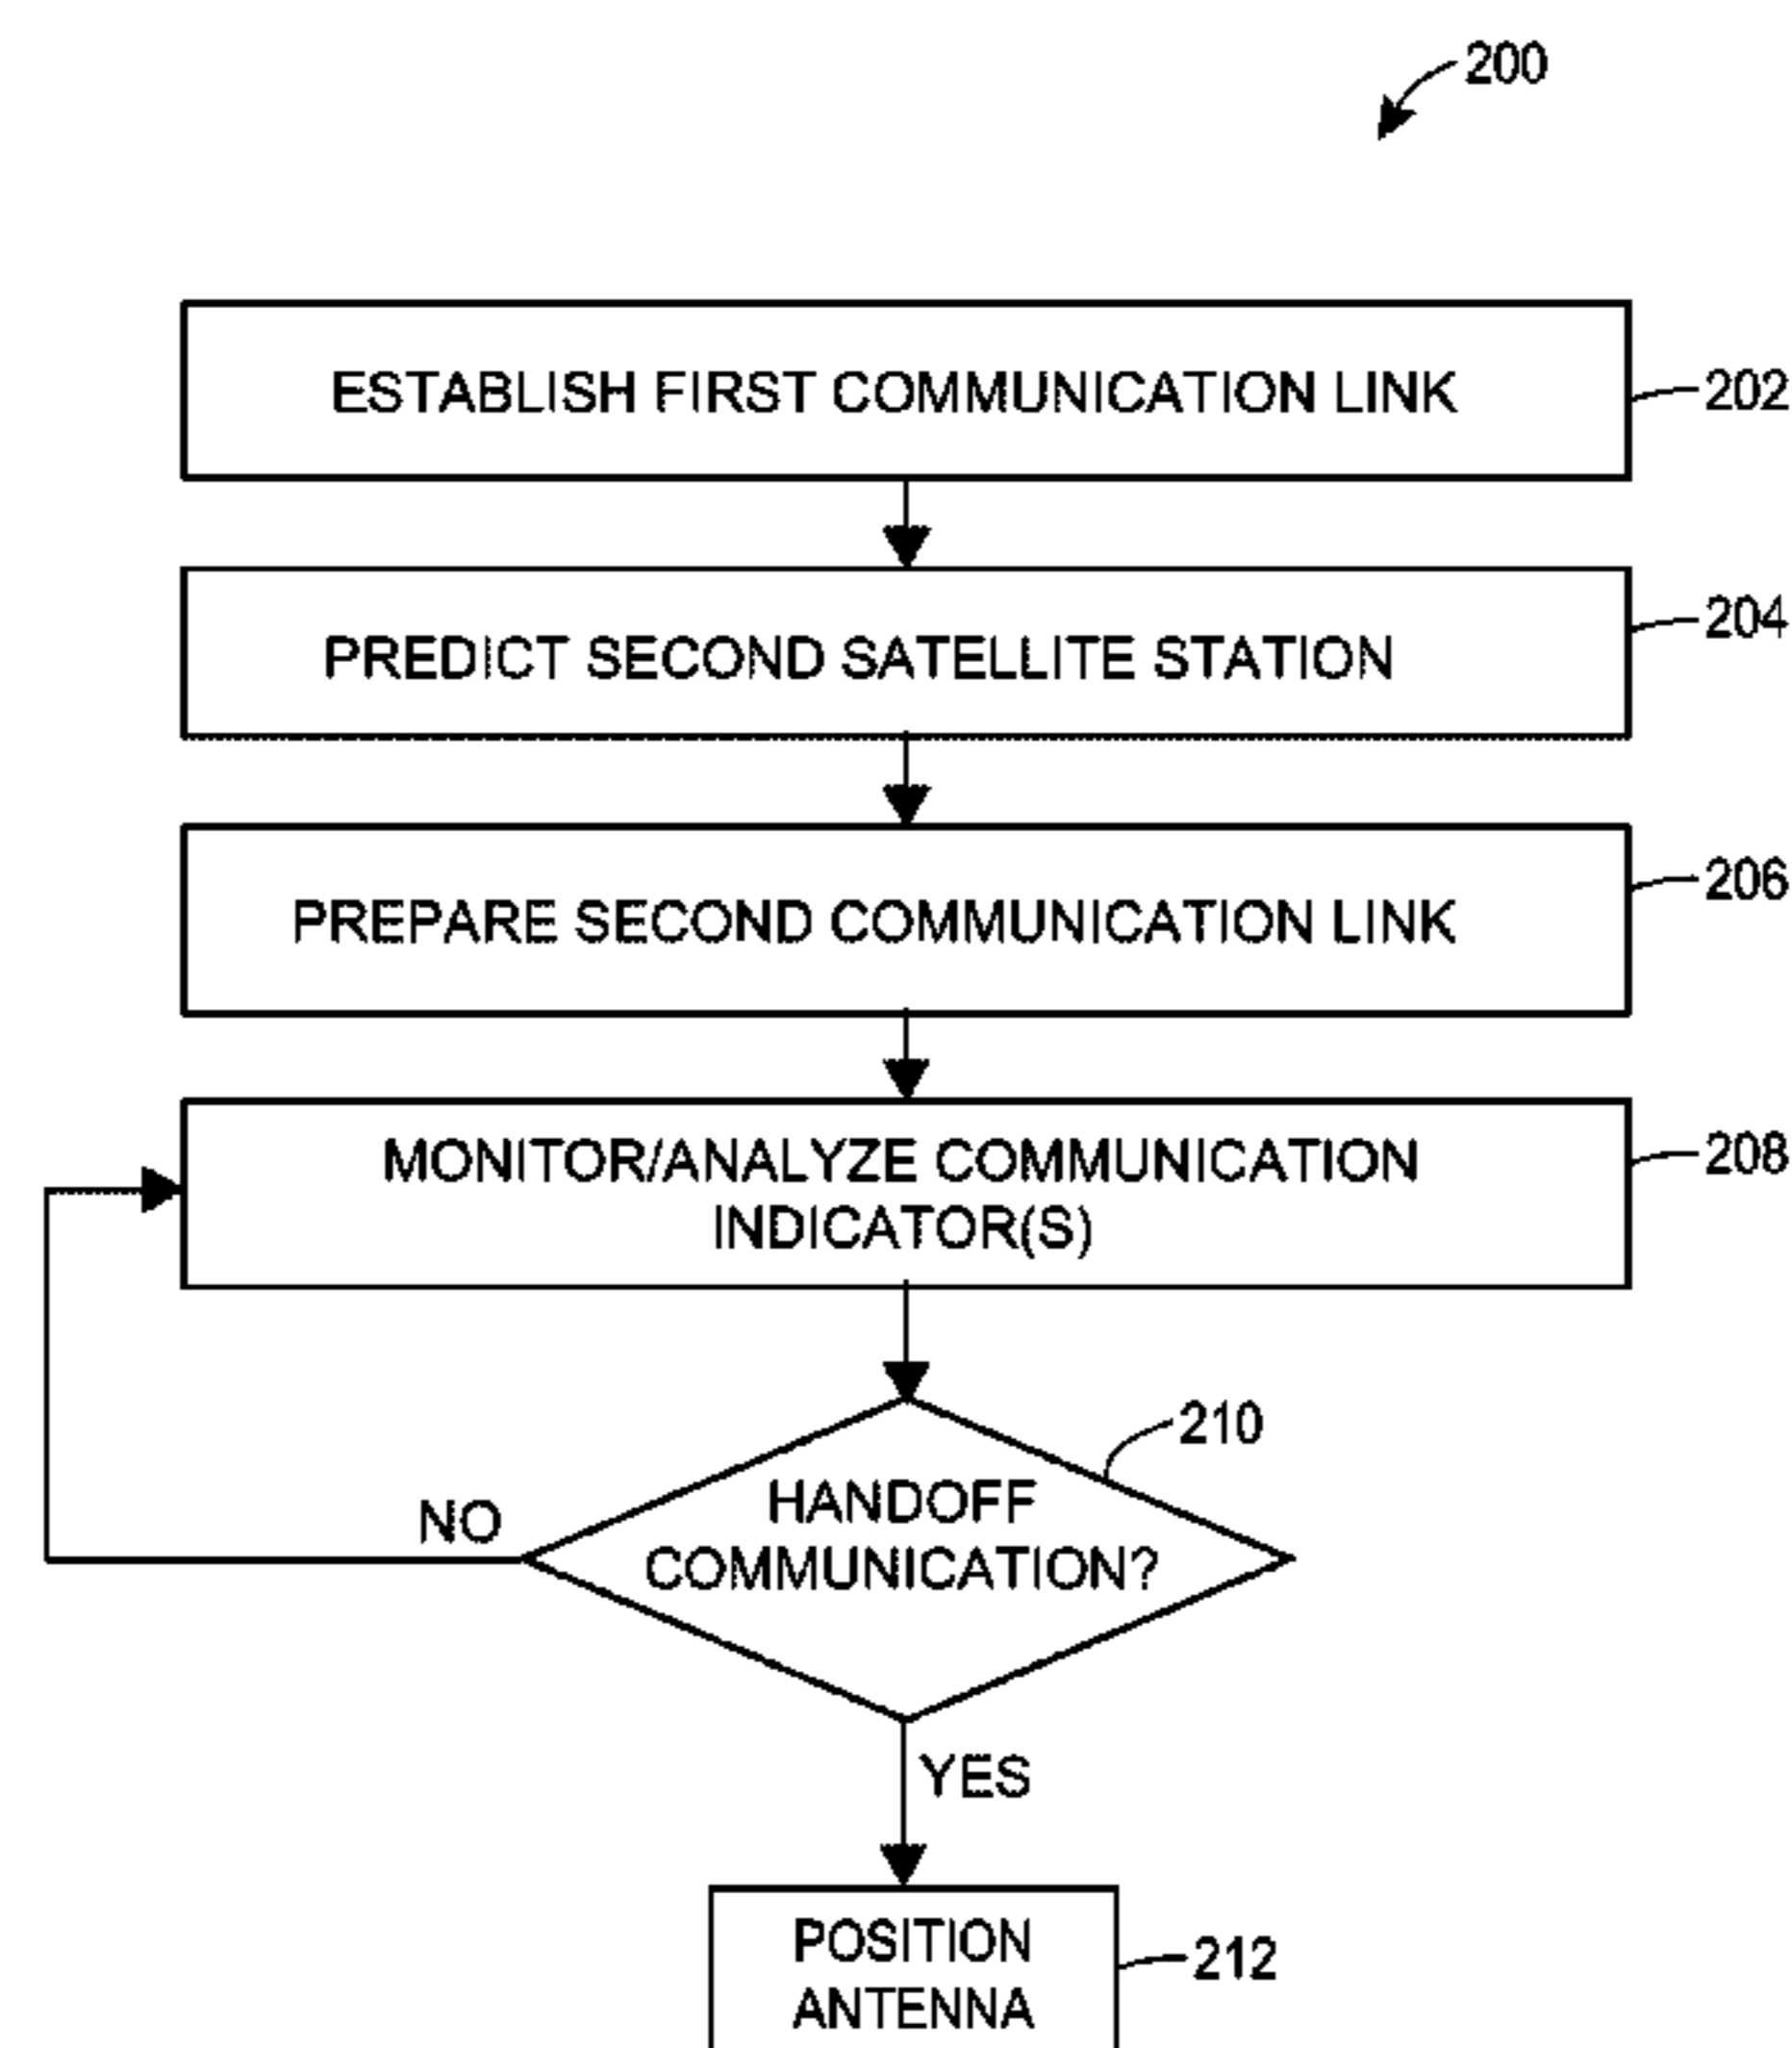 200
ESTABLISH FIRST COMMUNICATION LINK
202
PREDICT SECOND SATELLITE STATION
204
PREPARE SECOND COMMUNICATION LINK
206
MONITOR/ANALYZE COMMUNICATION
INDICATOR(S)
208
210
HANDOFF
COMMUNICATION?
NO
YES
POSITION
ANTENNA
212